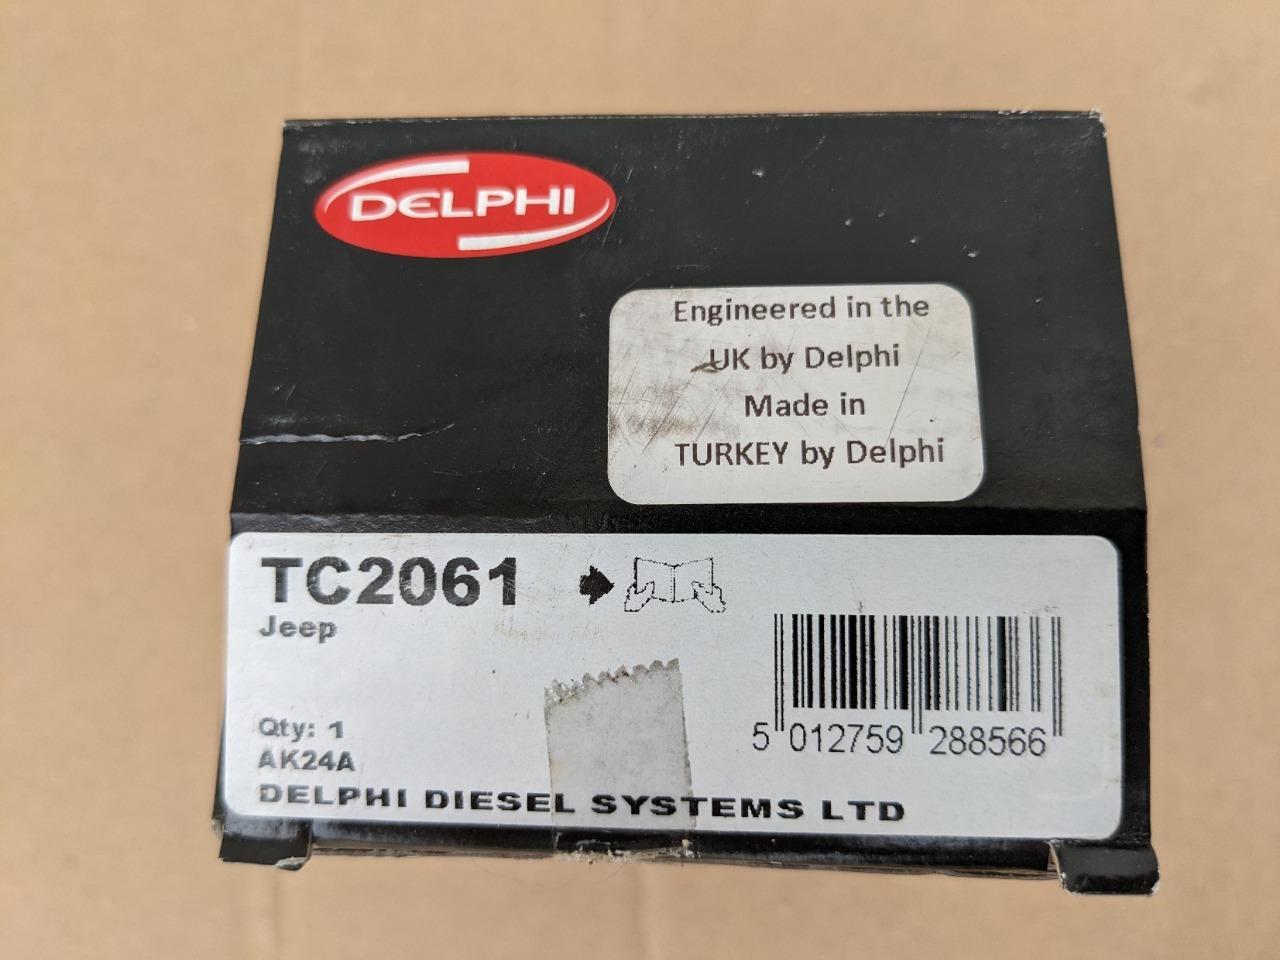 DELPHI
Engineered in the
UK by Delphi
Made in
TURKEY by Delphi
TC2061
Jeep
5 012759 288566
Qty: 1
AK24A
DELPHI DIESEL SYSTEMS LTD